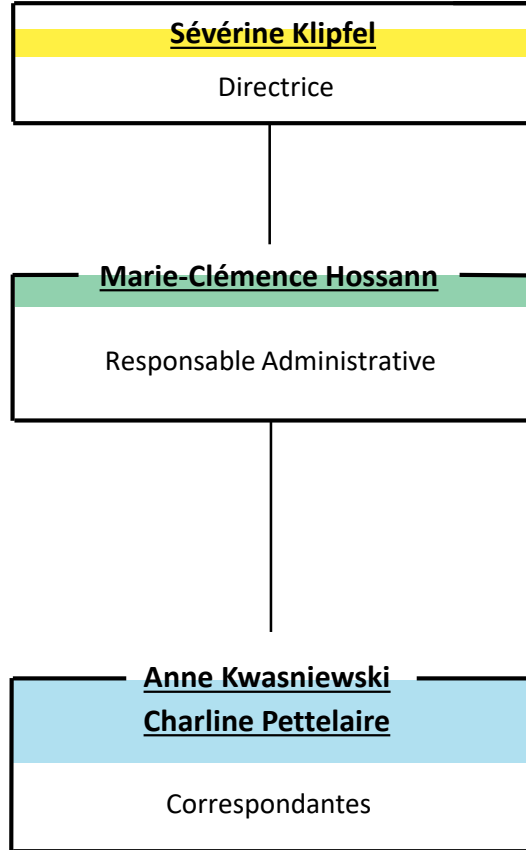 Sévérine Klipfel
Directrice
Marie-Clémence Hossann
Responsable Administrative
Anne Kwasniewski
Charline Pettelaire
Correspondantes